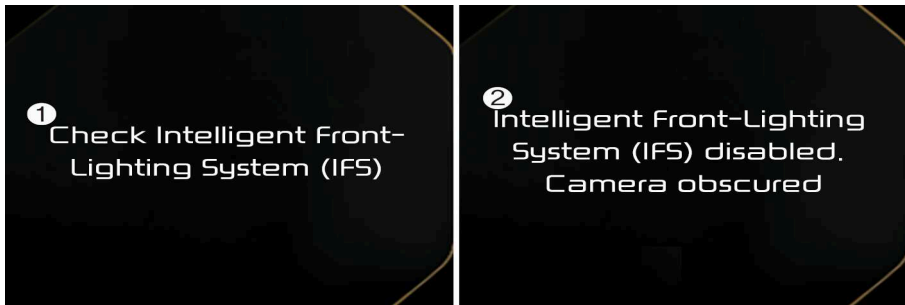 1
Check Intelligent Front-
Lighting System (IFS)
2
Intelligent Front-Lighting
System (IFS) disabled.
Camera obscured